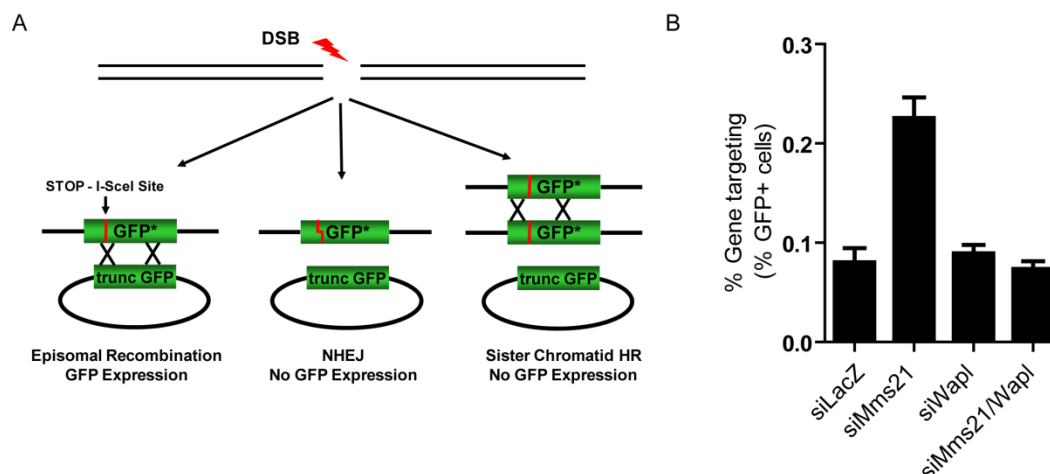 A
DSB
STOP - I-SceI Site
GFP*
trunc GFP
Episomal Recombination
GFP Expression
GFP*
trunc GFP
NHEJ
No GFP Expression
GFP*
GFP*
trunc GFP
Sister Chromatid HR
No GFP Expression
B
% Gene targeting
(% GFP+ cells)
0.3
0.2
0.1
0.0
siLacZ
siMms21
siWapl
siMms21/Wapl